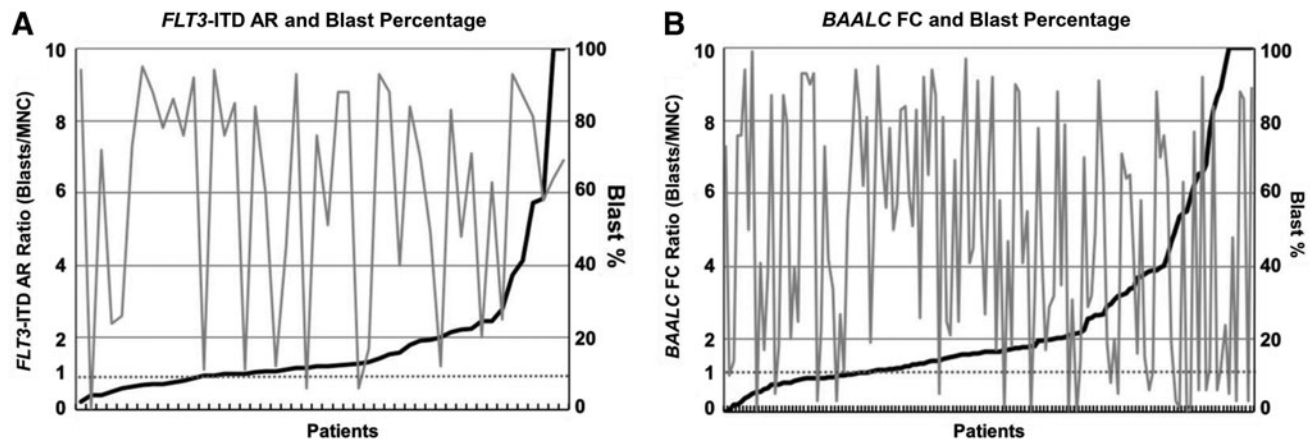 A
FLT3-ITD AR and Blast Percentage
FLT3-ITD AR Ratio (Blasts/MNC)
10
8
6
4
2
1
0
100
80
60
40
20
0
Blast %
Patients
B
BAALC FC and Blast Percentage
BAALC FC Ratio (Blasts/MNC)
10
8
6
4
2
1
0
100
80
60
40
20
0
Blast %
Patients